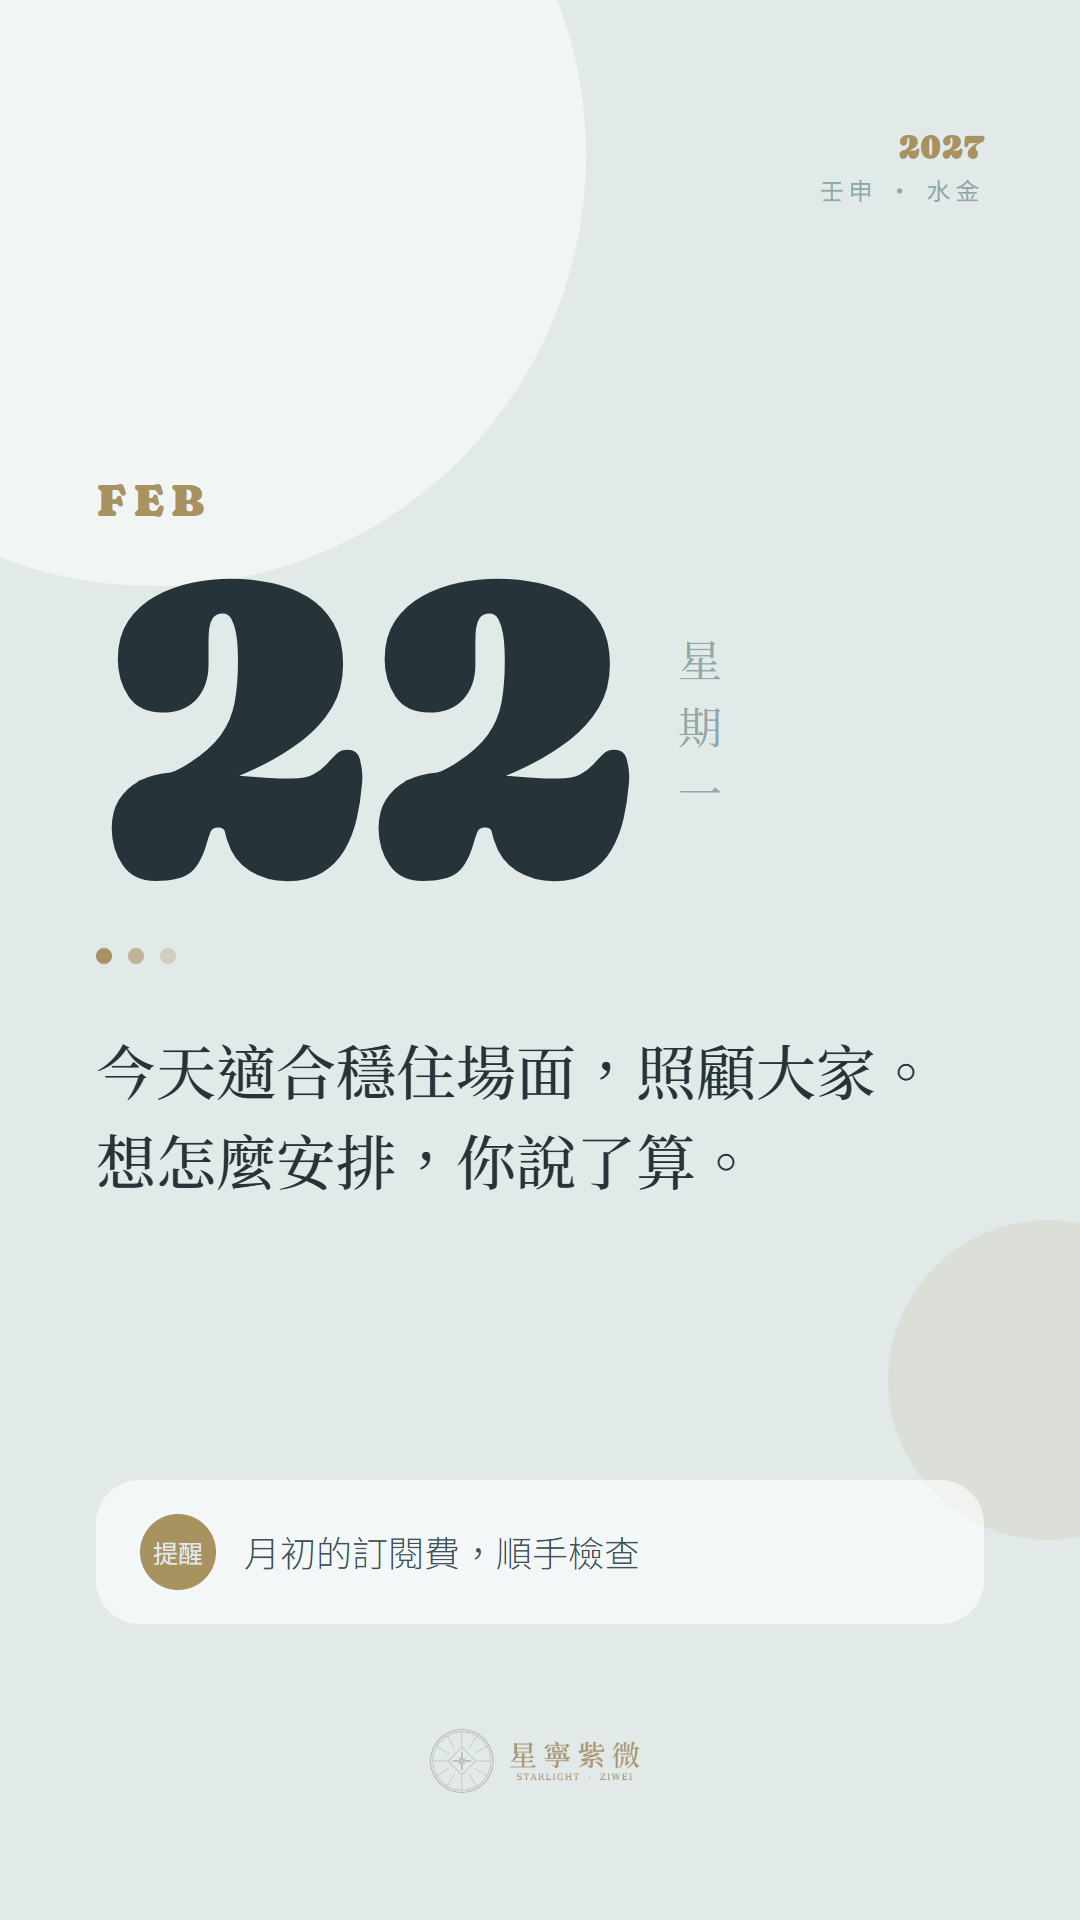 2027
壬申 · 水金
FEB
22
星期一
今天適合穩住場面，照顧大家。
想怎麼安排，你說了算。
提醒
月初的訂閱費，順手檢查
星寧紫微
STARLIGHT · ZIWEI